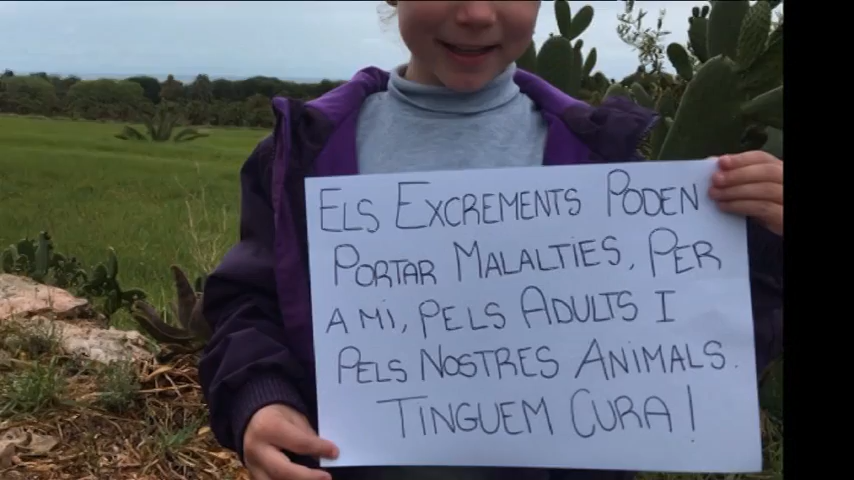 Els Excrements Poden
Portar Malalties, Per
a mi, pels Adults i
pels Nostres Animals.
Tinguem Cura!